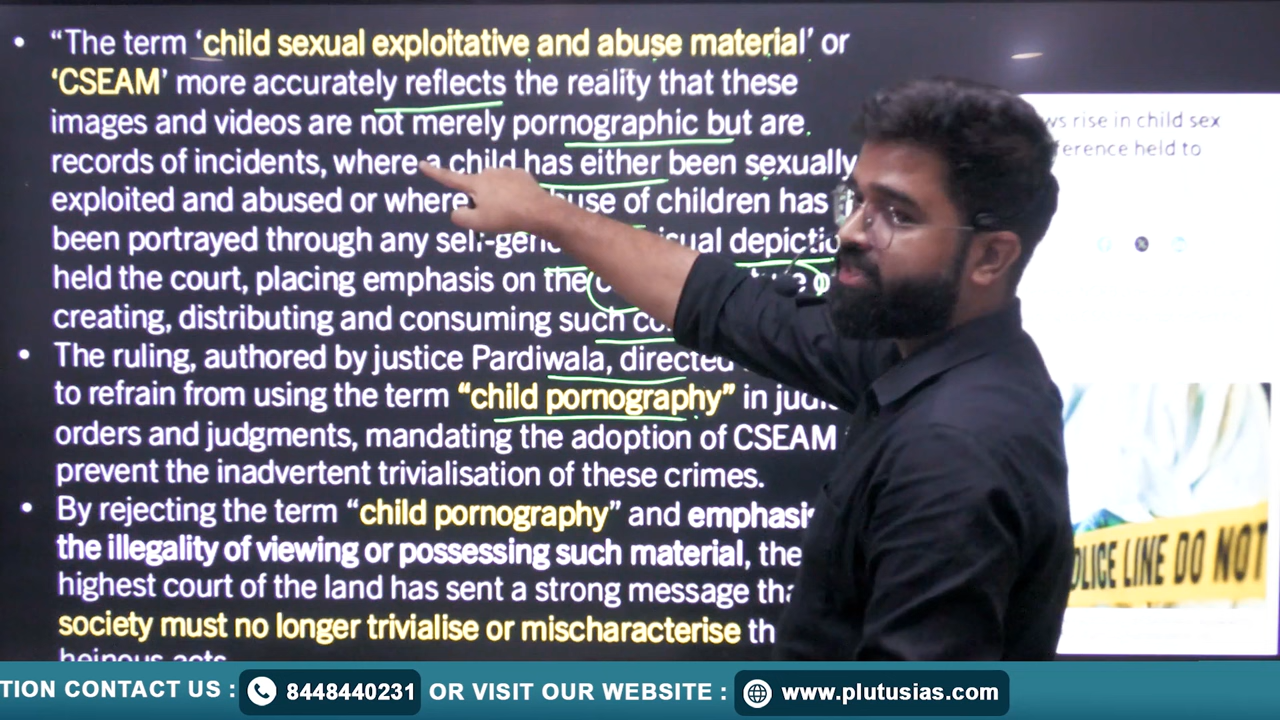 • “The term ‘child sexual exploitative and abuse material’ or
‘CSEAM’ more accurately reflects the reality that these
images and videos are not merely pornographic but are
records of incidents, where a child has either been sexually
exploited and abused or where of children has
been portrayed through any
held the court, placing emphasis on the
creating, distributing and consuming such
• The ruling, authored by justice Pardiwala, directed
to refrain from using the term “child pornography” in
orders and judgments, mandating the adoption of CSEAM
prevent the inadvertent trivialisation of these crimes.
• By rejecting the term “child pornography” and
the illegality of viewing or possessing such material, the
highest court of the land has sent a strong message
society must no longer trivialise or mischaracterise
heinous acts
rise in child sex
held to
LINE DO NOT
CONTACT US : 8448440231 OR VISIT OUR WEBSITE : www.plutusias.com